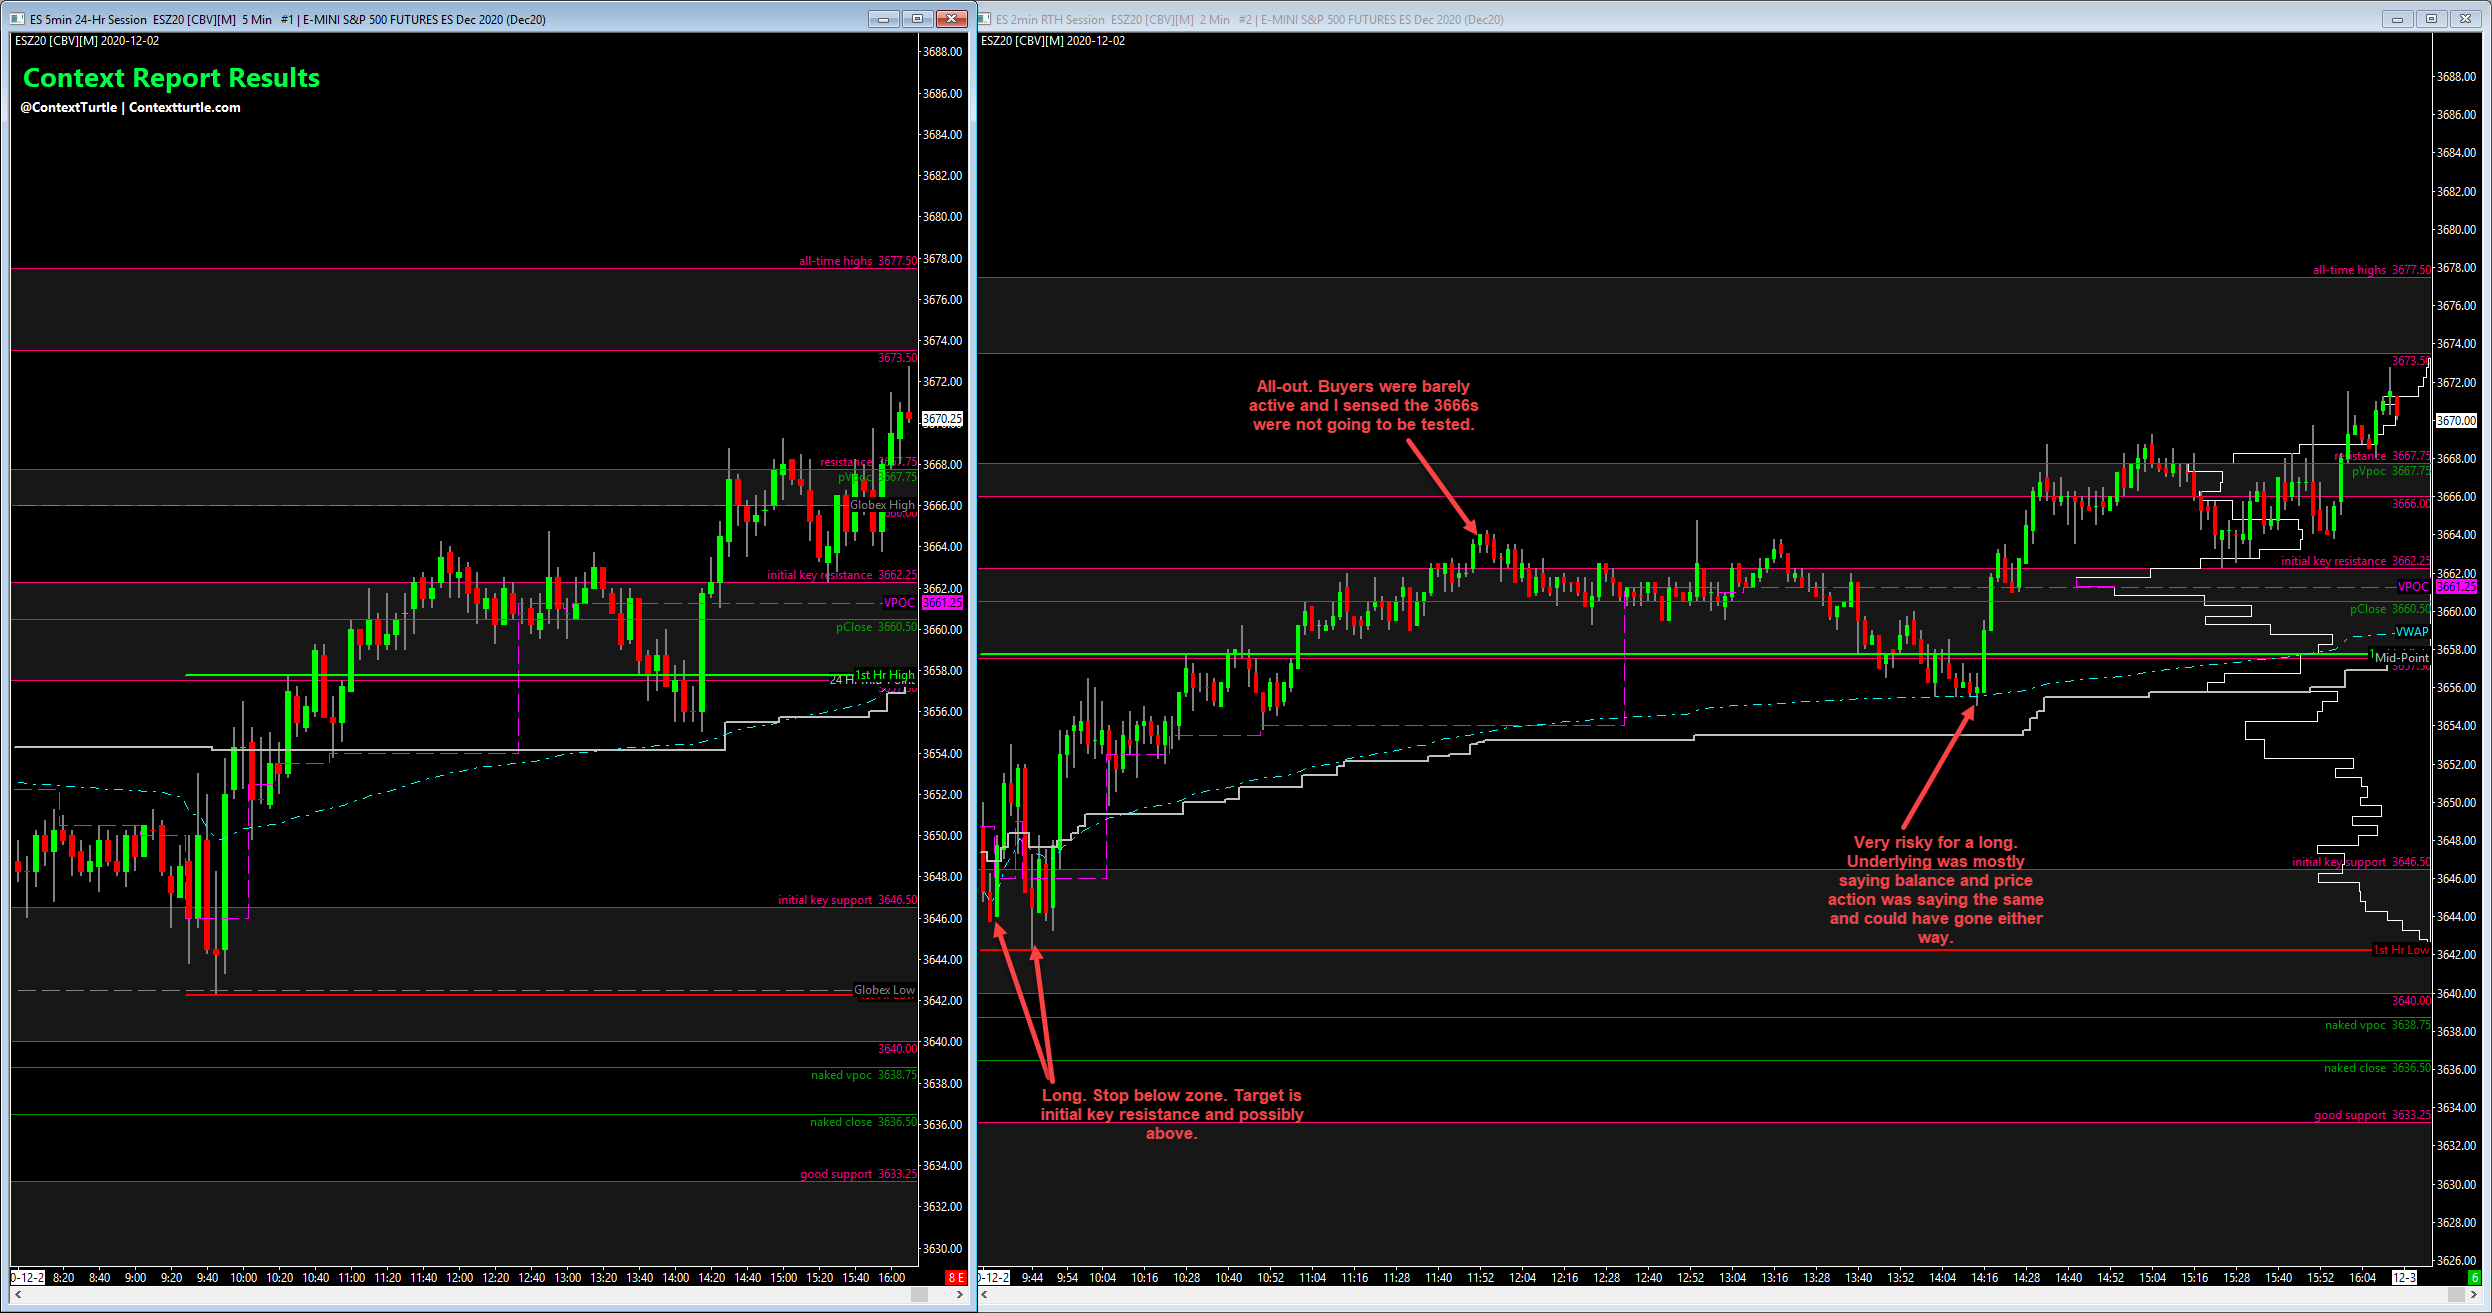 ES 5min 24-Hr Session ESZ20 [CBV][M] 5 Min #1 | E-MINI S&P 500 FUTURES ES Dec 2020 (Dec20)
ESZ20 [CBV][M] 2020-12-02
Context Report Results
@ContextTurtle | Contextturtle.com
3688.00
3686.00
3684.00
3682.00
3680.00
all-time highs 3677.50
3678.00
3676.00
3674.00
3673.50
3672.00
3670.25
resistance 3667.75
3668.00
pVpoc 3667.75
Globex High
3666.00
3666.00
3664.00
initial key resistance 3662.25
3662.00
VPOC 3661.25
pClose 3660.50
3660.00
1st Hr High
3658.00
3656.00
3654.00
3652.00
3650.00
3648.00
initial key support 3646.50
3646.00
3644.00
Globex Low
3642.00
3640.00
3640.00
naked vpoc 3638.75
3638.00
naked close 3636.50
3636.00
3634.00
good support 3633.25
3632.00
3630.00
0-12-2 8:20 8:40 9:00 9:20 9:40 10:00 10:20 10:40 11:00 11:20 11:40 12:00 12:20 12:40 13:00 13:20 13:40 14:00 14:20 14:40 15:00 15:20 15:40 16:00 8 E
ES 2min RTH Session ESZ20 [CBV][M] 2 Min #2 | E-MINI S&P 500 FUTURES ES Dec 2020 (Dec20)
ESZ20 [CBV][M] 2020-12-02
3688.00
3686.00
3684.00
3682.00
3680.00
all-time highs 3677.50
3678.00
3676.00
3674.00
3673.50
3672.00
All-out. Buyers were barely
active and I sensed the 3666s
were not going to be tested.
3670.00
resistance 3667.75
3668.00
pVpoc 3667.75
3666.00
3666.00
3664.00
initial key resistance 3662.25
3662.00
VPOC 3661.25
pClose 3660.50
3660.00
VWAP
3658.00
Mid-Point
3656.00
3654.00
3652.00
3650.00
3648.00
Very risky for a long.
Underlying was mostly
saying balance and price
action was saying the same
and could have gone either
way.
initial key support 3646.50
3646.00
3644.00
1st Hr Low
3642.00
3640.00
3640.00
naked vpoc 3638.75
3638.00
naked close 3636.50
3636.00
Long. Stop below zone. Target is
initial key resistance and possibly
above.
3634.00
good support 3633.25
3632.00
3630.00
3628.00
3626.00
0-12-2 9:44 9:54 10:04 10:16 10:28 10:40 10:52 11:04 11:16 11:28 11:40 11:52 12:04 12:16 12:28 12:40 12:52 13:04 13:16 13:28 13:40 13:52 14:04 14:16 14:28 14:40 14:52 15:04 15:16 15:28 15:40 15:52 16:04 12-3 6